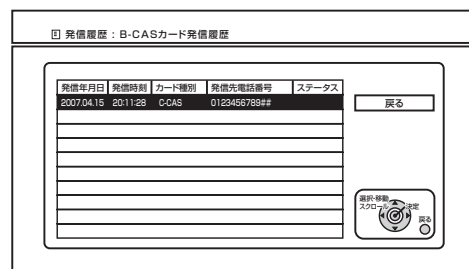 発信履歴 : B-CASカード発信履歴
発信年月日 発信時刻 カード種別 発信先電話番号 ステータス
2007.04.15 20:11:28 C-CAS 0123456789##
戻る
選択・移動
スクロール 決定
戻る